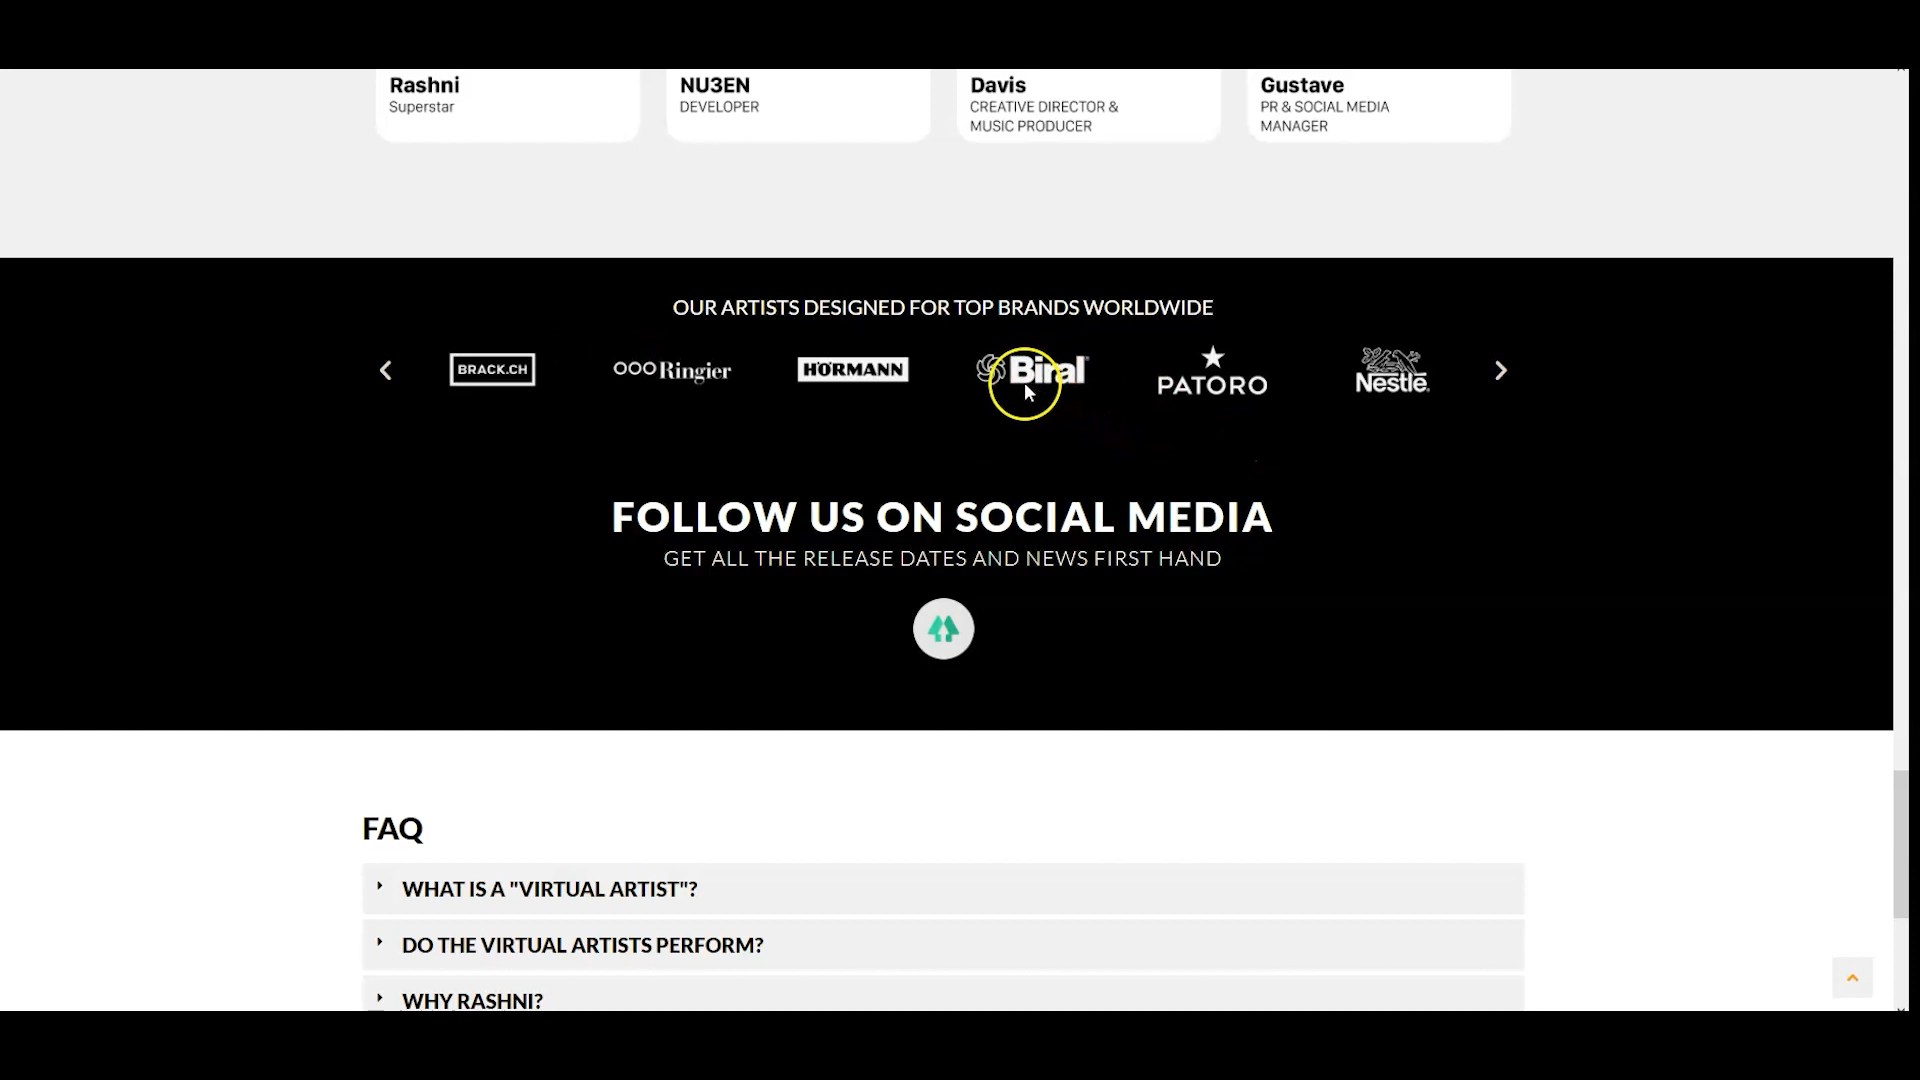 Rashni
Superstar
NU3EN
DEVELOPER
Davis
CREATIVE DIRECTOR &
MUSIC PRODUCER
Gustave
PR & SOCIAL MEDIA
MANAGER
OUR ARTISTS DESIGNED FOR TOP BRANDS WORLDWIDE
BRACK.CH
Ringier
HÖRMANN
Biral
PATORO
Nestlé
FOLLOW US ON SOCIAL MEDIA
GET ALL THE RELEASE DATES AND NEWS FIRST HAND
FAQ
WHAT IS A "VIRTUAL ARTIST"?
DO THE VIRTUAL ARTISTS PERFORM?
WHY RASHNI?